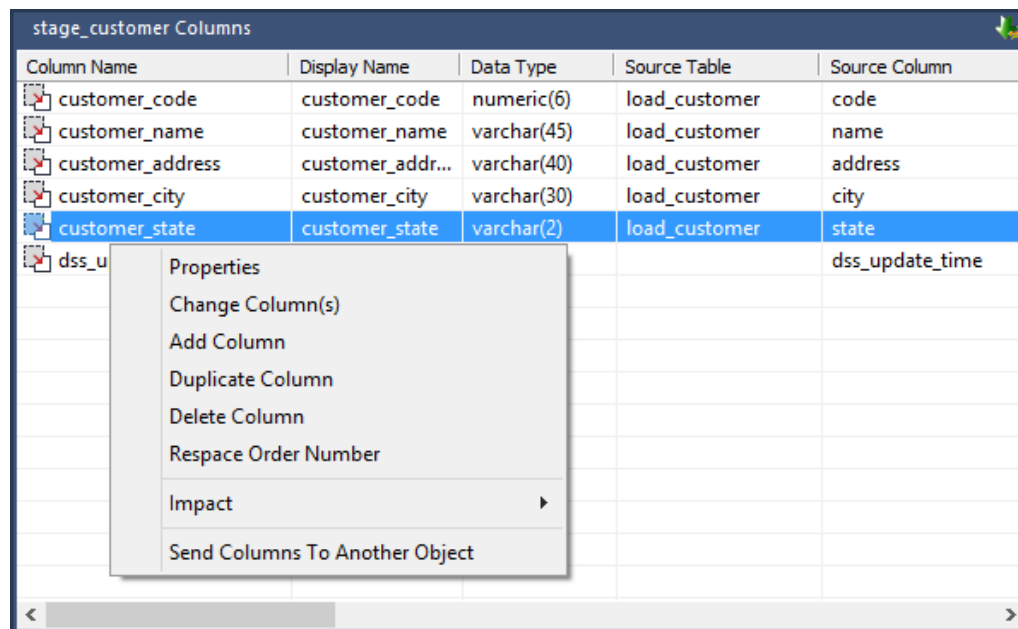 stage_customer Columns
Column Name Display Name Data Type Source Table Source Column
customer_code customer_code numeric(6) load_customer code
customer_name customer_name varchar(45) load_customer name
customer_address customer_addr... varchar(40) load_customer address
customer_city customer_city varchar(30) load_customer city
customer_state customer_state varchar(2) load_customer state
dss_u dss_update_time
Properties
Change Column(s)
Add Column
Duplicate Column
Delete Column
Respace Order Number
Impact
Send Columns To Another Object